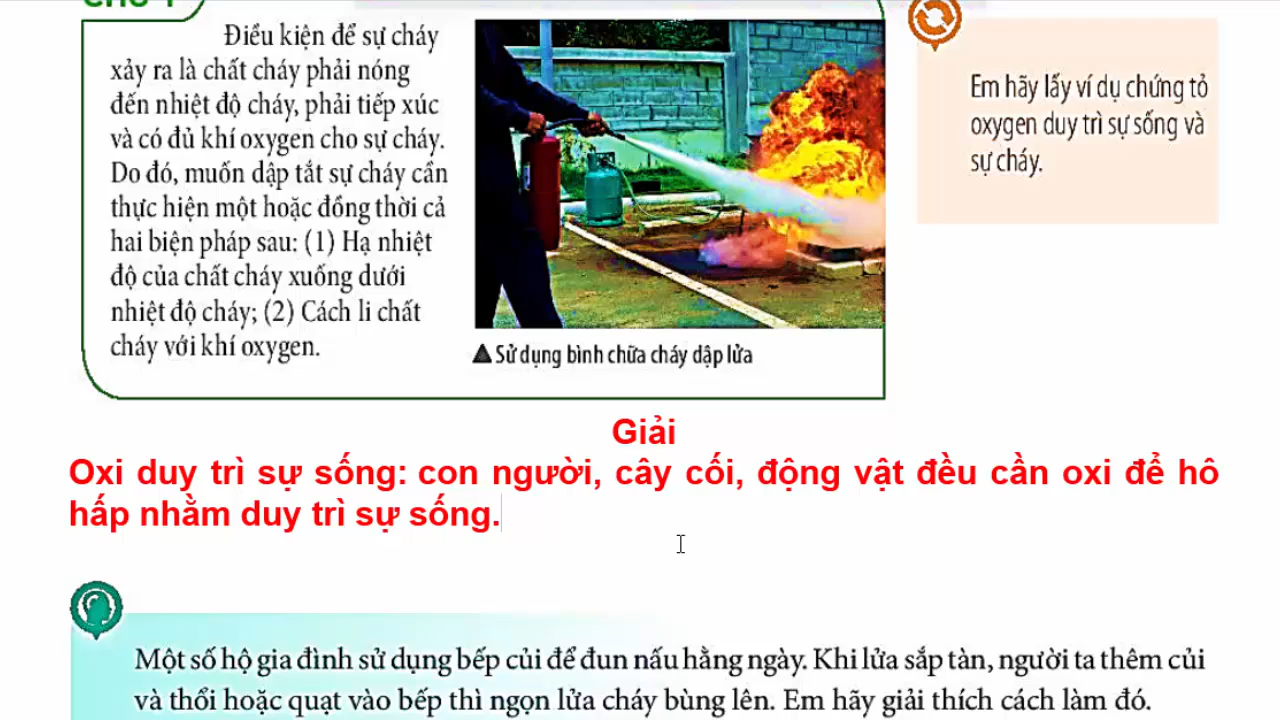 Điều kiện để sự cháy
xảy ra là chất cháy phải nóng
đến nhiệt độ cháy, phải tiếp xúc
và có đủ khí oxygen cho sự cháy.
Do đó, muốn dập tắt sự cháy cần
thực hiện một hoặc đồng thời cả
hai biện pháp sau: (1) Hạ nhiệt
độ của chất cháy xuống dưới
nhiệt độ cháy; (2) Cách li chất
cháy với khí oxygen.
▲ Sử dụng bình chữa cháy dập lửa
Em hãy lấy ví dụ chứng tỏ
oxygen duy trì sự sống và
sự cháy.
Giải
Oxi duy trì sự sống: con người, cây cối, động vật đều cần oxi để hô
hấp nhằm duy trì sự sống.
Một số hộ gia đình sử dụng bếp củi để đun nấu hằng ngày. Khi lửa sắp tàn, người ta thêm củi
và thổi hoặc quạt vào bếp thì ngọn lửa cháy bùng lên. Em hãy giải thích cách làm đó.